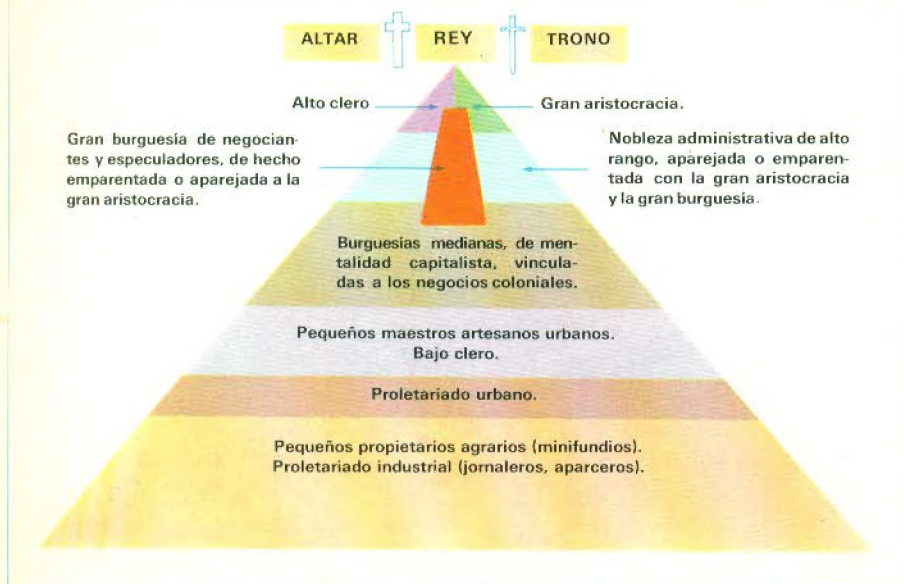 ALTAR REY TRONO
Alto clero
Gran aristocracia.
Gran burguesía de negocian-
tes y especuladores, de hecho
emparentada o aparejada a la
gran aristocracia.
Nobleza administrativa de alto
rango, aparejada o emparen-
tada con la gran aristocracia
y la gran burguesía.
Burguesías medianas, de men-
talidad capitalista, vincula-
das a los negocios coloniales.
Pequeños maestros artesanos urbanos.
Bajo clero.
Proletariado urbano.
Pequeños propietarios agrarios (minifundios).
Proletariado industrial (jornaleros, aparceros).